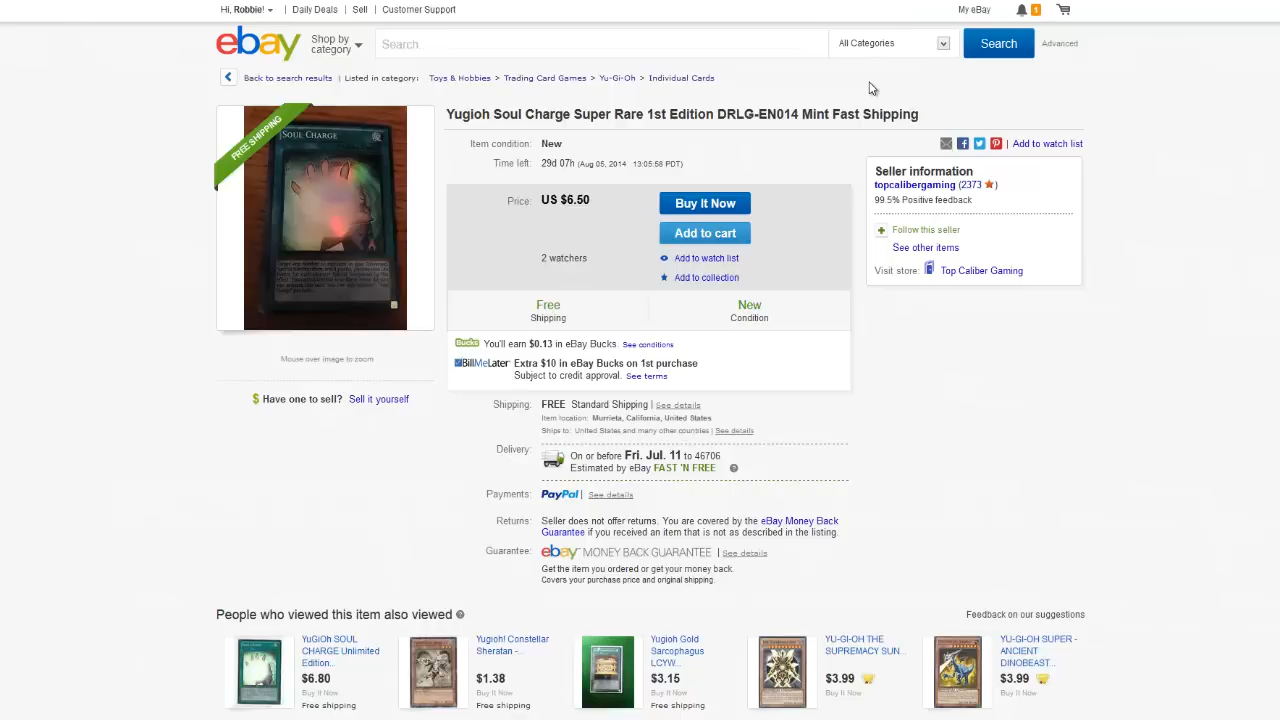 Hi, Robbie!
Daily Deals
Sell
Customer Support
My eBay
1
ebay
Shop by category
Search
All Categories
Search
Advanced
Back to search results | Listed in category: Toys & Hobbies > Trading Card Games > Yu-Gi-Oh > Individual Cards
FREE SHIPPING
SOUL CHARGE
Mouse over image to zoom
$ Have one to sell? Sell it yourself
Yugioh Soul Charge Super Rare 1st Edition DRLG-EN014 Mint Fast Shipping
Item condition: New
Time left: 29d 07h (Aug 05, 2014 13:05:58 PDT)
Price: US $6.50
Buy It Now
Add to cart
2 watchers
Add to watch list
Add to collection
Free
Shipping
New
Condition
Bucks You'll earn $0.13 in eBay Bucks. See conditions
BillMeLater Extra $10 in eBay Bucks on 1st purchase
Subject to credit approval. See terms
Shipping: FREE Standard Shipping | See details
Item location: Murrieta, California, United States
Ships to: United States and many other countries | See details
Delivery: On or before Fri. Jul. 11 to 46706
Estimated by eBay FAST 'N FREE ?
Payments: PayPal | See details
Returns: Seller does not offer returns. You are covered by the eBay Money Back
Guarantee if you received an item that is not as described in the listing.
Guarantee: ebay™ MONEY BACK GUARANTEE | See details
Get the item you ordered or get your money back.
Covers your purchase price and original shipping.
| Add to watch list
Seller information
topcalibergaming (2373 )
99.5% Positive feedback
Follow this seller
See other items
Visit store: Top Caliber Gaming
People who viewed this item also viewed ?
Feedback on our suggestions
YuGiOh SOUL
CHARGE Unlimited
Edition...
$6.80
Buy It Now
Free shipping
Yugioh! Constellar
Sheratan -...
$1.38
Buy It Now
Free shipping
Yugioh Gold
Sarcophagus
LCYW...
$3.15
Buy It Now
Free shipping
YU-GI-OH THE
SUPREMACY SUN...
$3.99
Buy It Now
YU-GI-OH SUPER -
ANCIENT
DINOBEAST...
$3.99
Buy It Now